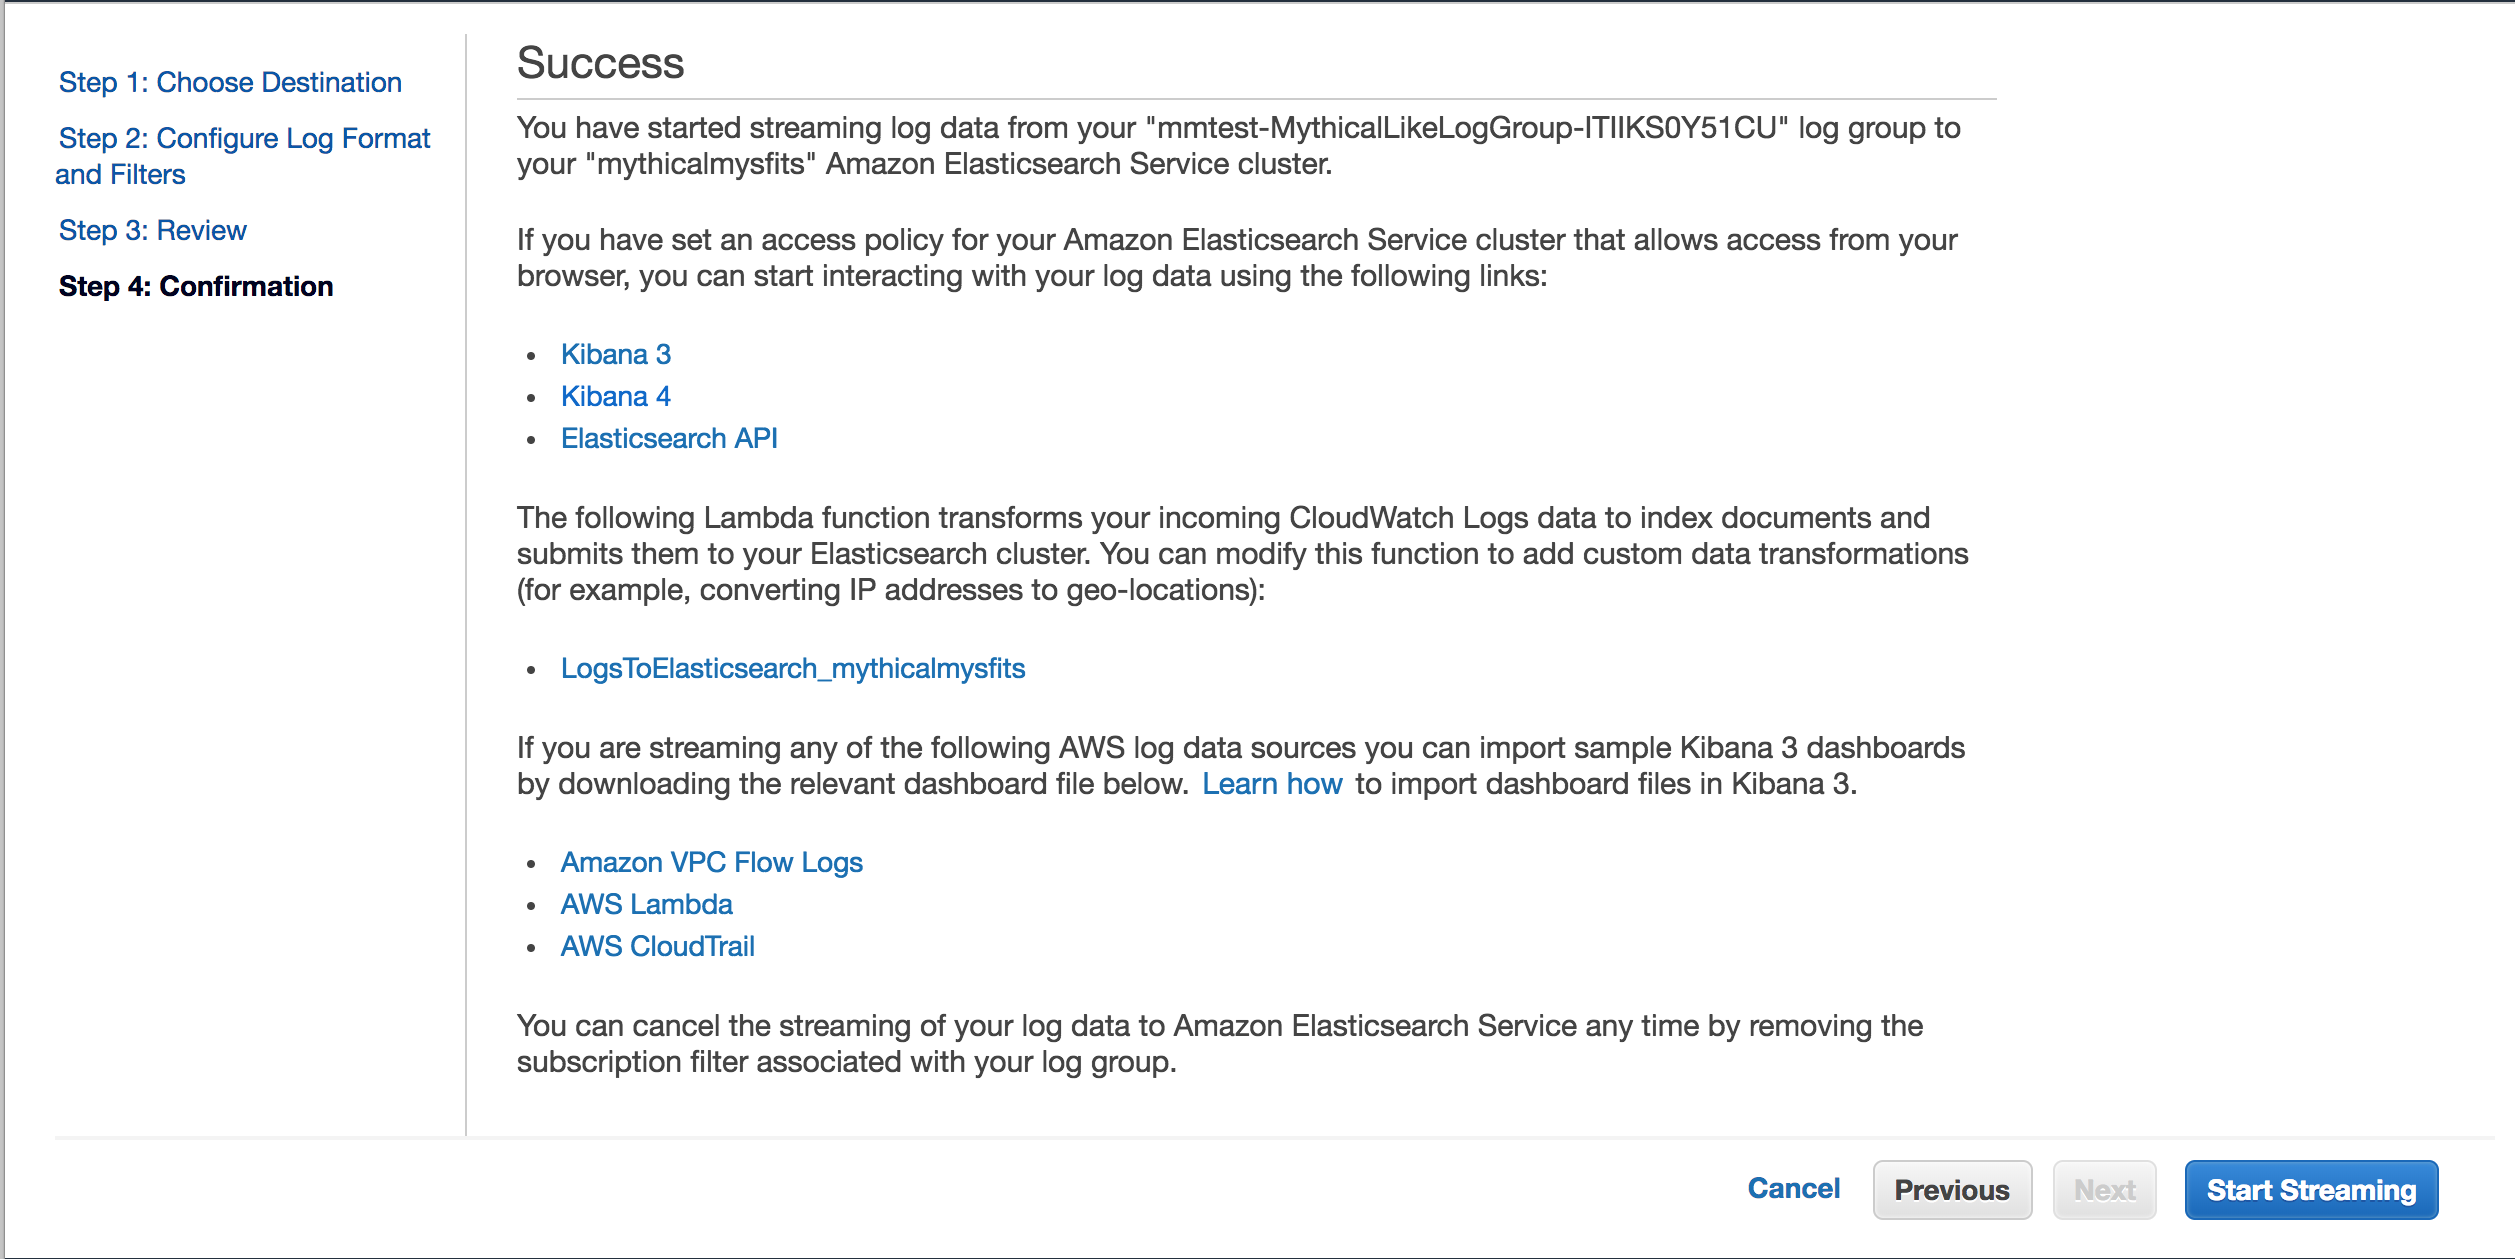 Step 1: Choose Destination
Step 2: Configure Log Format
and Filters
Step 3: Review
Step 4: Confirmation
Success
You have started streaming log data from your "mmtest-MythicalLikeLogGroup-ITIIKS0Y51CU" log group to
your "mythicalmysfits" Amazon Elasticsearch Service cluster.
If you have set an access policy for your Amazon Elasticsearch Service cluster that allows access from your
browser, you can start interacting with your log data using the following links:
• Kibana 3
• Kibana 4
• Elasticsearch API
The following Lambda function transforms your incoming CloudWatch Logs data to index documents and
submits them to your Elasticsearch cluster. You can modify this function to add custom data transformations
(for example, converting IP addresses to geo-locations):
• LogsToElasticsearch_mythicalmysfits
If you are streaming any of the following AWS log data sources you can import sample Kibana 3 dashboards
by downloading the relevant dashboard file below. Learn how to import dashboard files in Kibana 3.
• Amazon VPC Flow Logs
• AWS Lambda
• AWS CloudTrail
You can cancel the streaming of your log data to Amazon Elasticsearch Service any time by removing the
subscription filter associated with your log group.
Cancel Previous Next Start Streaming